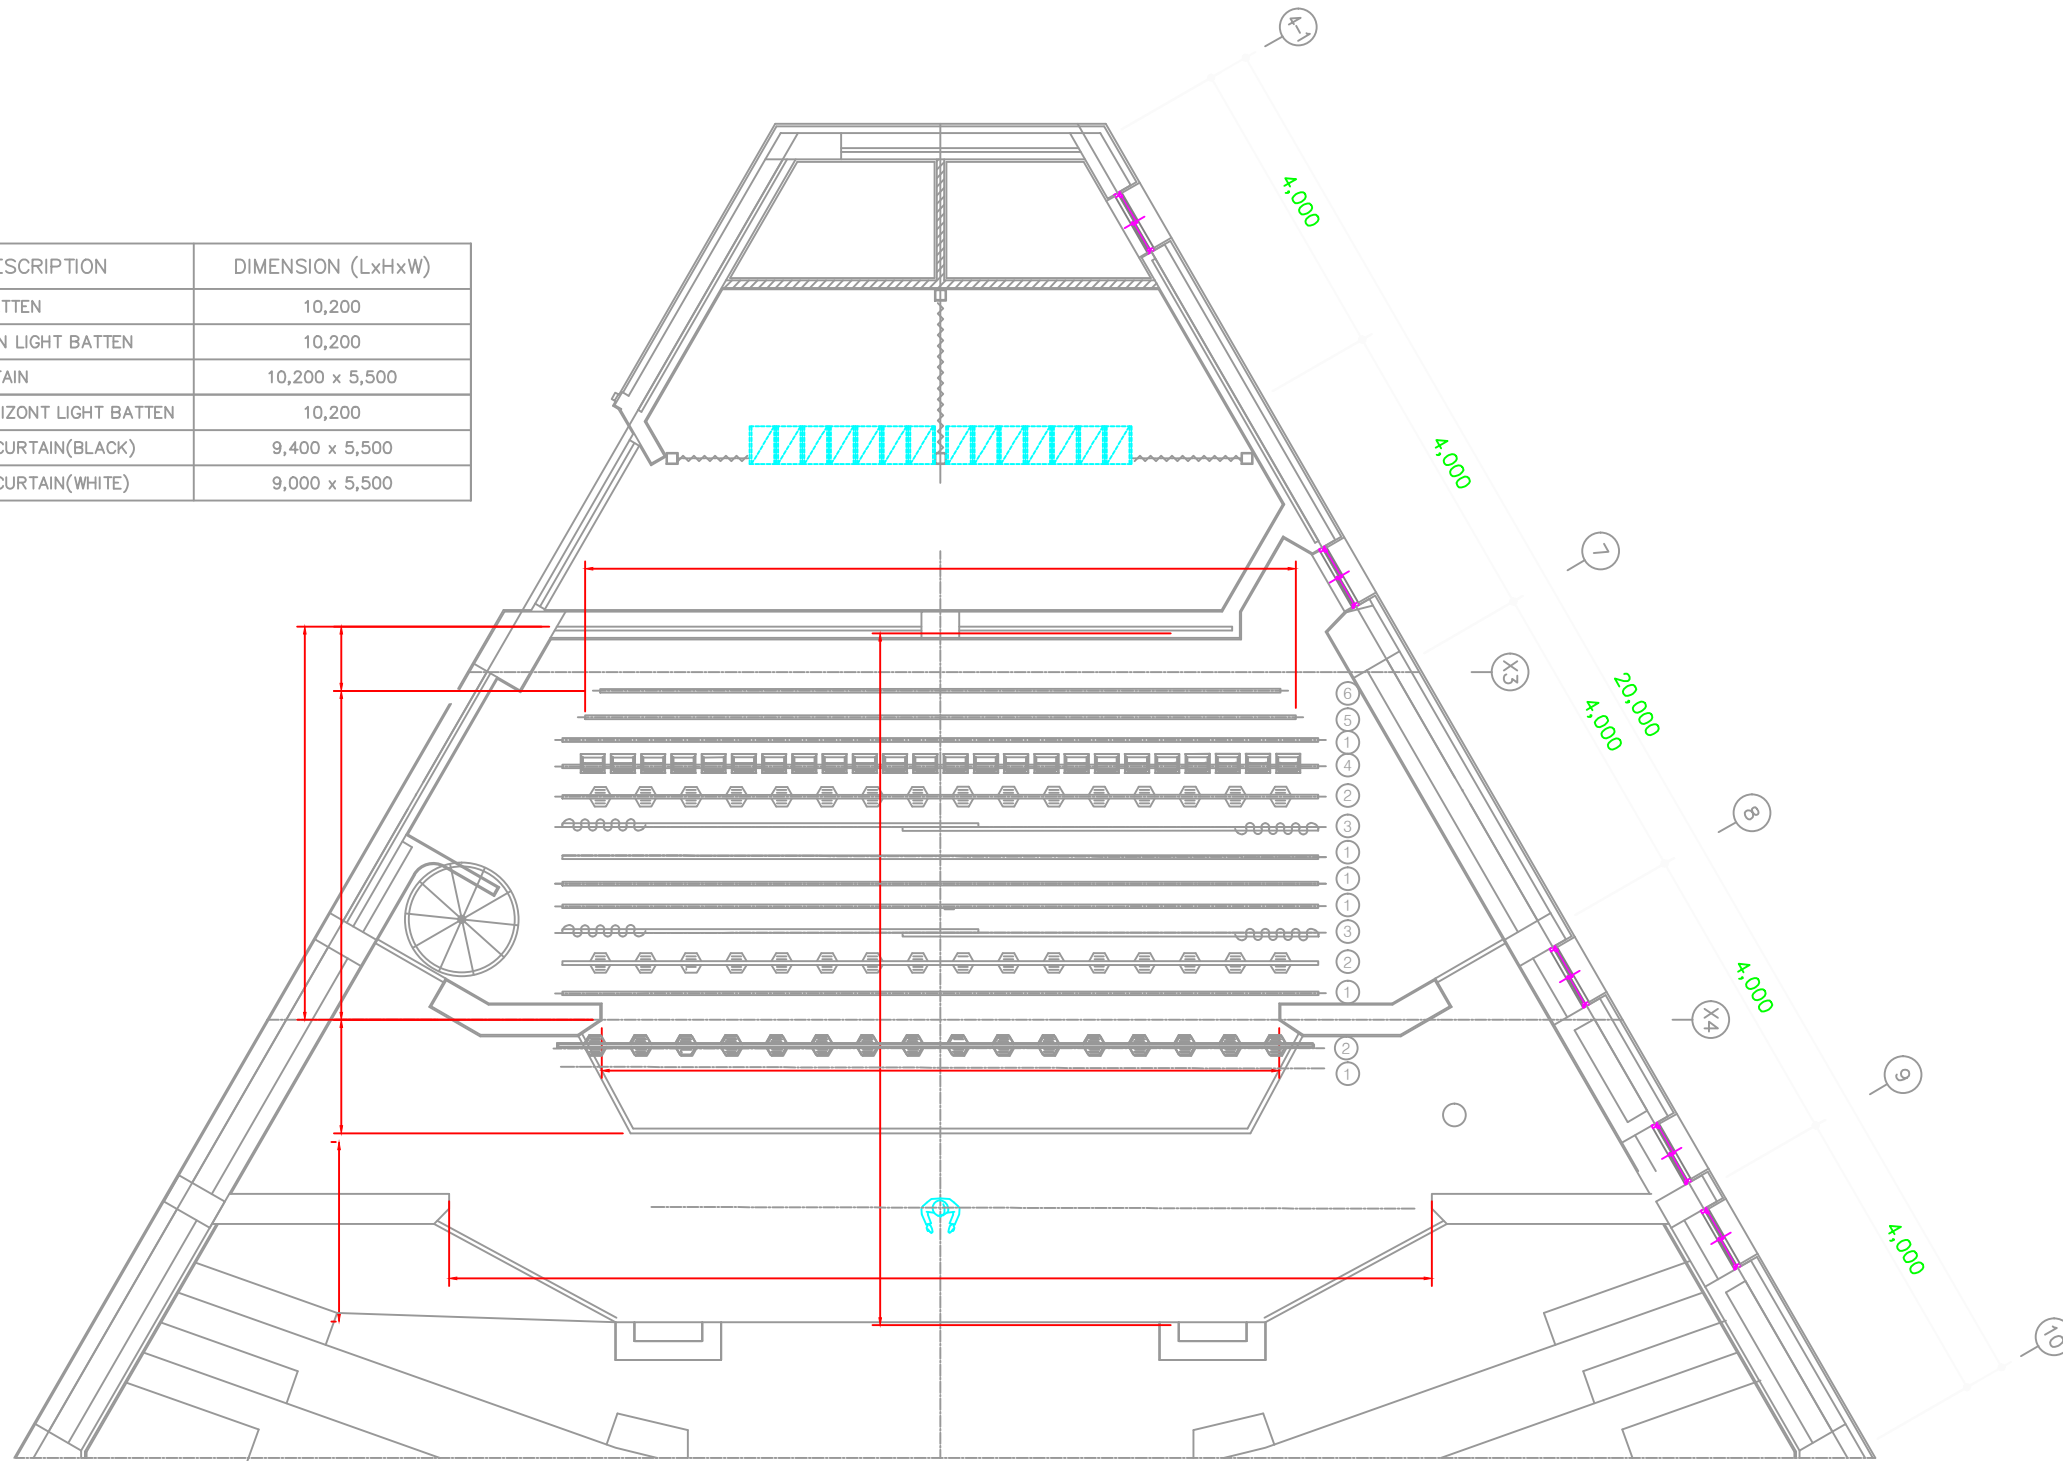 4-1
4,000
ESCRIPTION DIMENSION (LxHxW)
TTEN 10,200
N LIGHT BATTEN 10,200
TAIN 10,200 x 5,500
IZONT LIGHT BATTEN 10,200
CURTAIN(BLACK) 9,400 x 5,500
CURTAIN(WHITE) 9,000 x 5,500
4,000
7
X3
20,000
4,000
6
5
1
4
2
3
1
1
1
3
2
1
2
1
8
4,000
X4
9
4,000
10